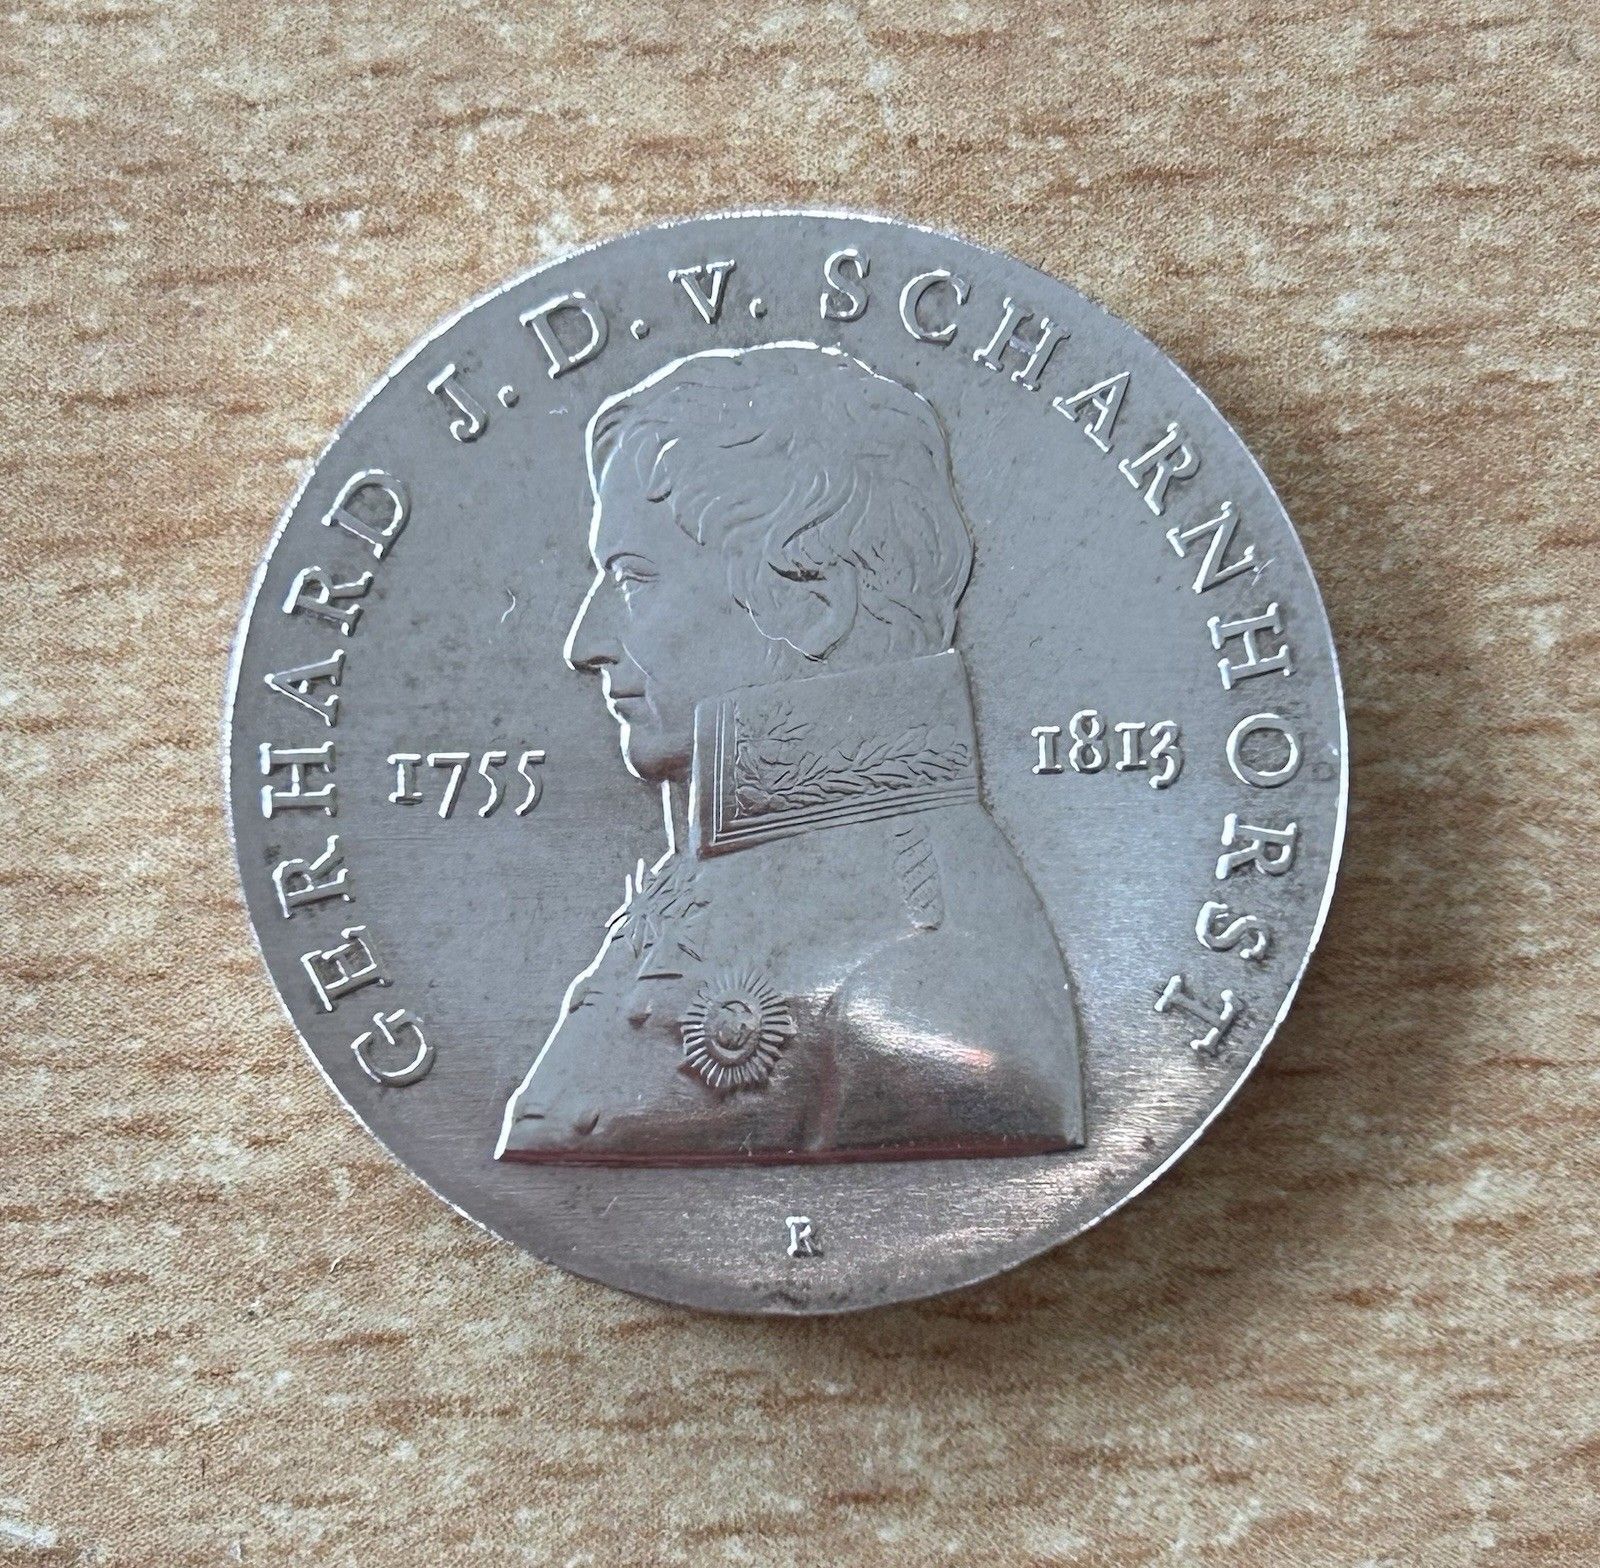 GERHARD J. D. V. SCHARNHORST
1755
1813
R